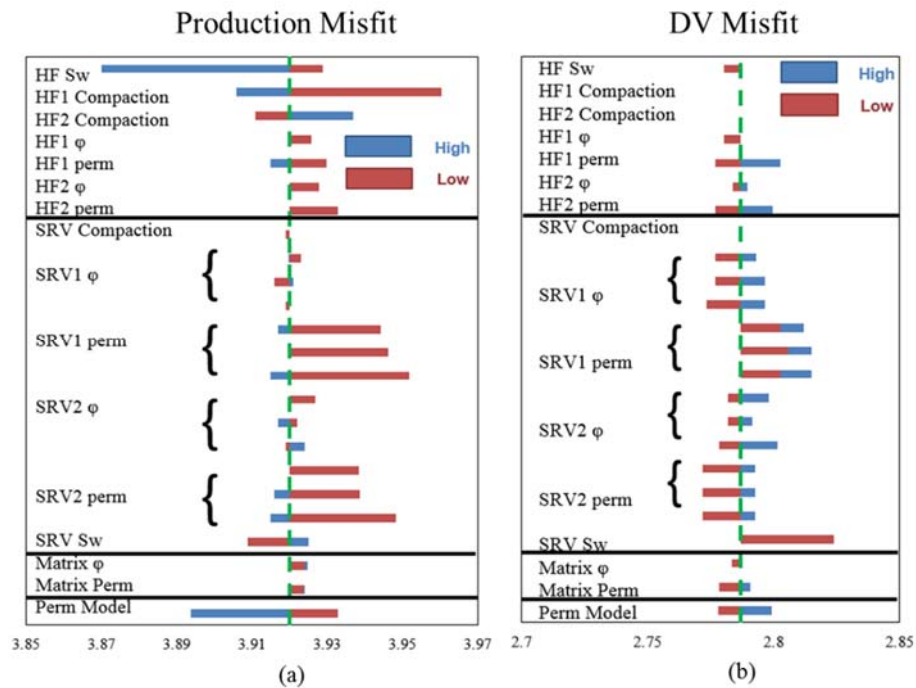 Production Misfit
HF Sw
HF1 Compaction
HF2 Compaction
HF1 φ
HF1 perm
HF2 φ
HF2 perm
High
Low
SRV Compaction
SRV1 φ
SRV1 perm
SRV2 φ
SRV2 perm
SRV Sw
Matrix φ
Matrix Perm
Perm Model
3.85 3.87 3.89 3.91 3.93 3.95 3.97
(a)
DV Misfit
HF Sw
HF1 Compaction
HF2 Compaction
HF1 φ
HF1 perm
HF2 φ
HF2 perm
High
Low
SRV Compaction
SRV1 φ
SRV1 perm
SRV2 φ
SRV2 perm
SRV Sw
Matrix φ
Matrix Perm
Perm Model
2.7 2.75 2.8 2.85
(b)